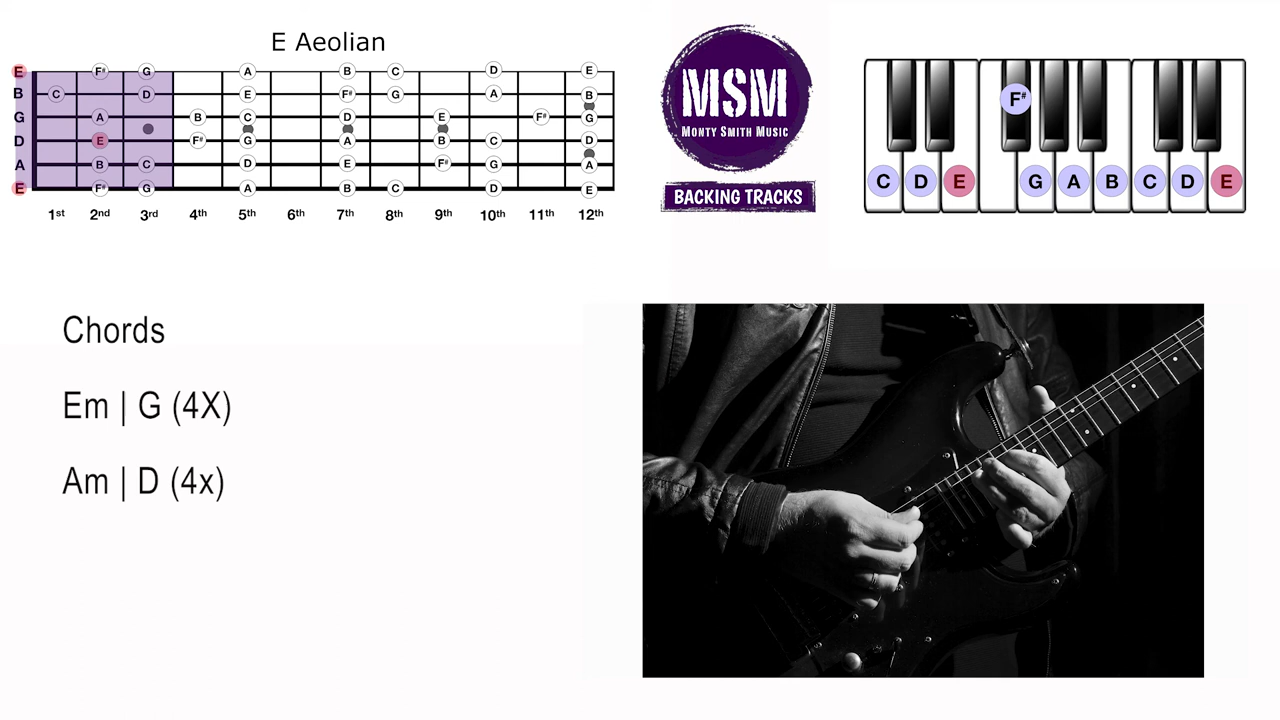 E Aeolian
E F# G A B C D E
B C D E F# G A B
G A B C D E F# G
D E F# G A B C D
A B C D E F# G A
E F# G A B C D E
1st 2nd 3rd 4th 5th 6th 7th 8th 9th 10th 11th 12th
MSM
MONTY SMITH MUSIC
BACKING TRACKS
F#
C D E G A B C D E
Chords
Em | G (4X)
Am | D (4x)